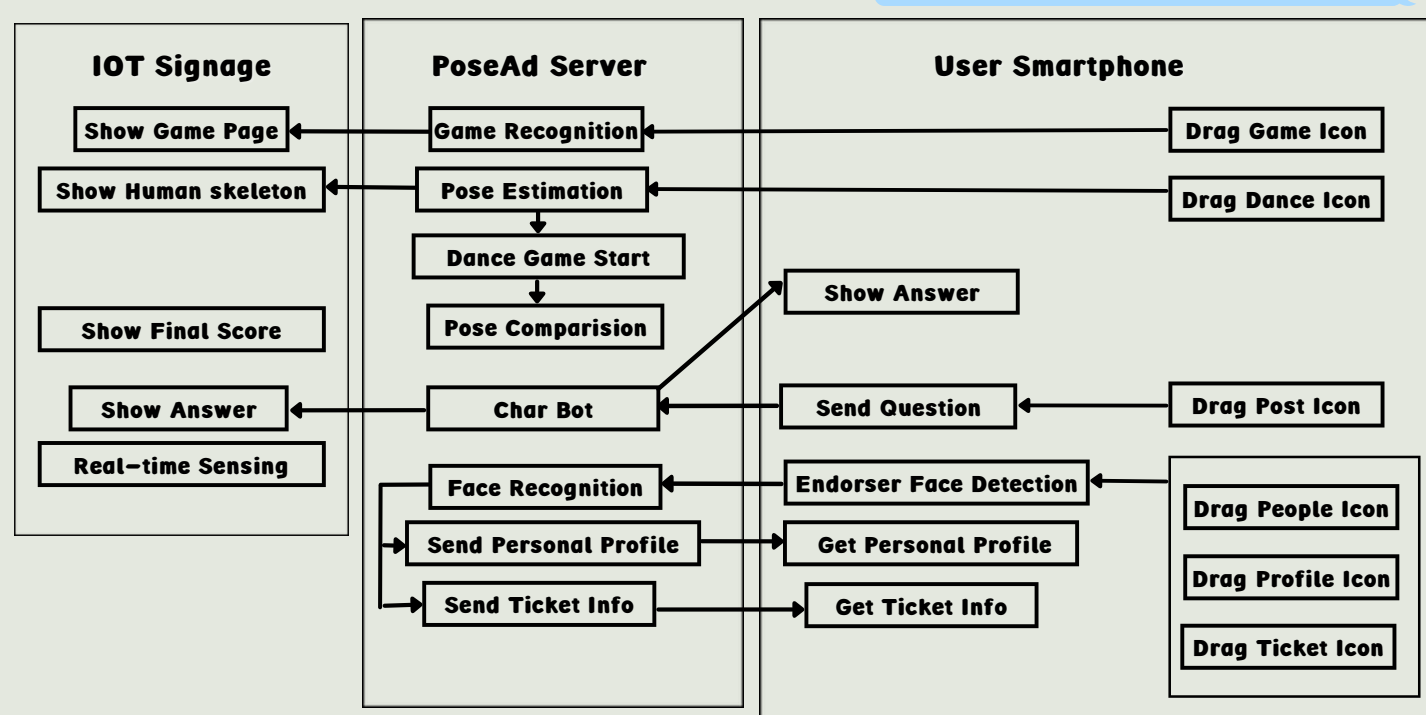 IOT Signage
Show Game Page
Show Human skeleton
Show Final Score
Show Answer
Real-time Sensing
PoseAd Server
Game Recognition
Pose Estimation
Dance Game Start
Pose Comparision
Char Bot
Face Recognition
Send Personal Profile
Send Ticket Info
User Smartphone
Show Answer
Send Question
Endorser Face Detection
Get Personal Profile
Get Ticket Info
Drag Game Icon
Drag Dance Icon
Drag Post Icon
Drag People Icon
Drag Profile Icon
Drag Ticket Icon